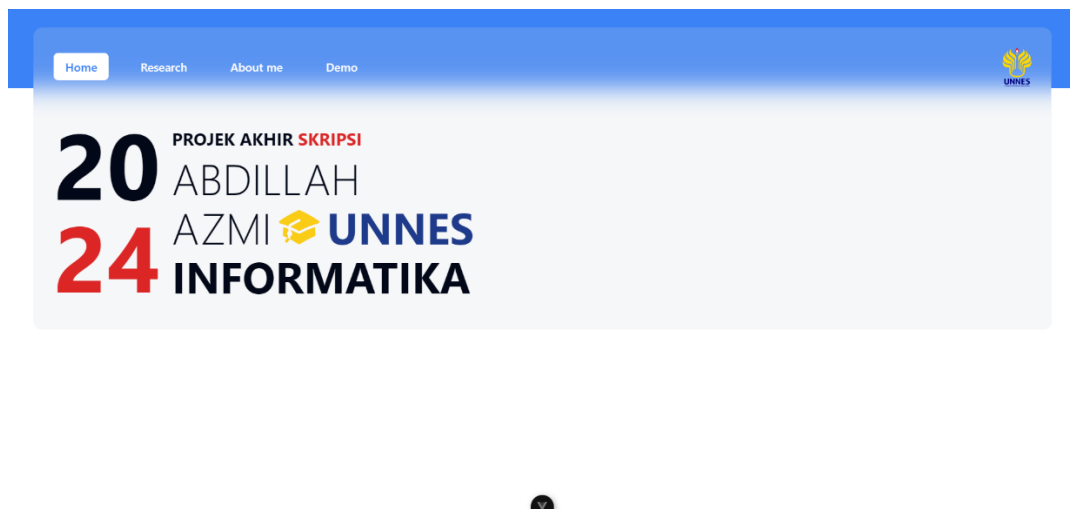 Home Research About me Demo
UNNES
20
24
PROJEK AKHIR SKRIPSI
ABDILLAH
AZMI UNNES
INFORMATIKA